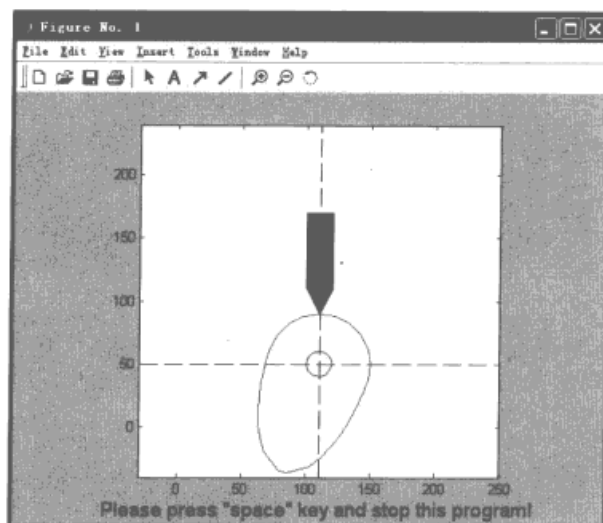 Figure No. 1
File Edit View Insert Tools Window Help
A
200
150
100
50
0
0 50 100 150 200 250
Please press "space" key and stop this program!